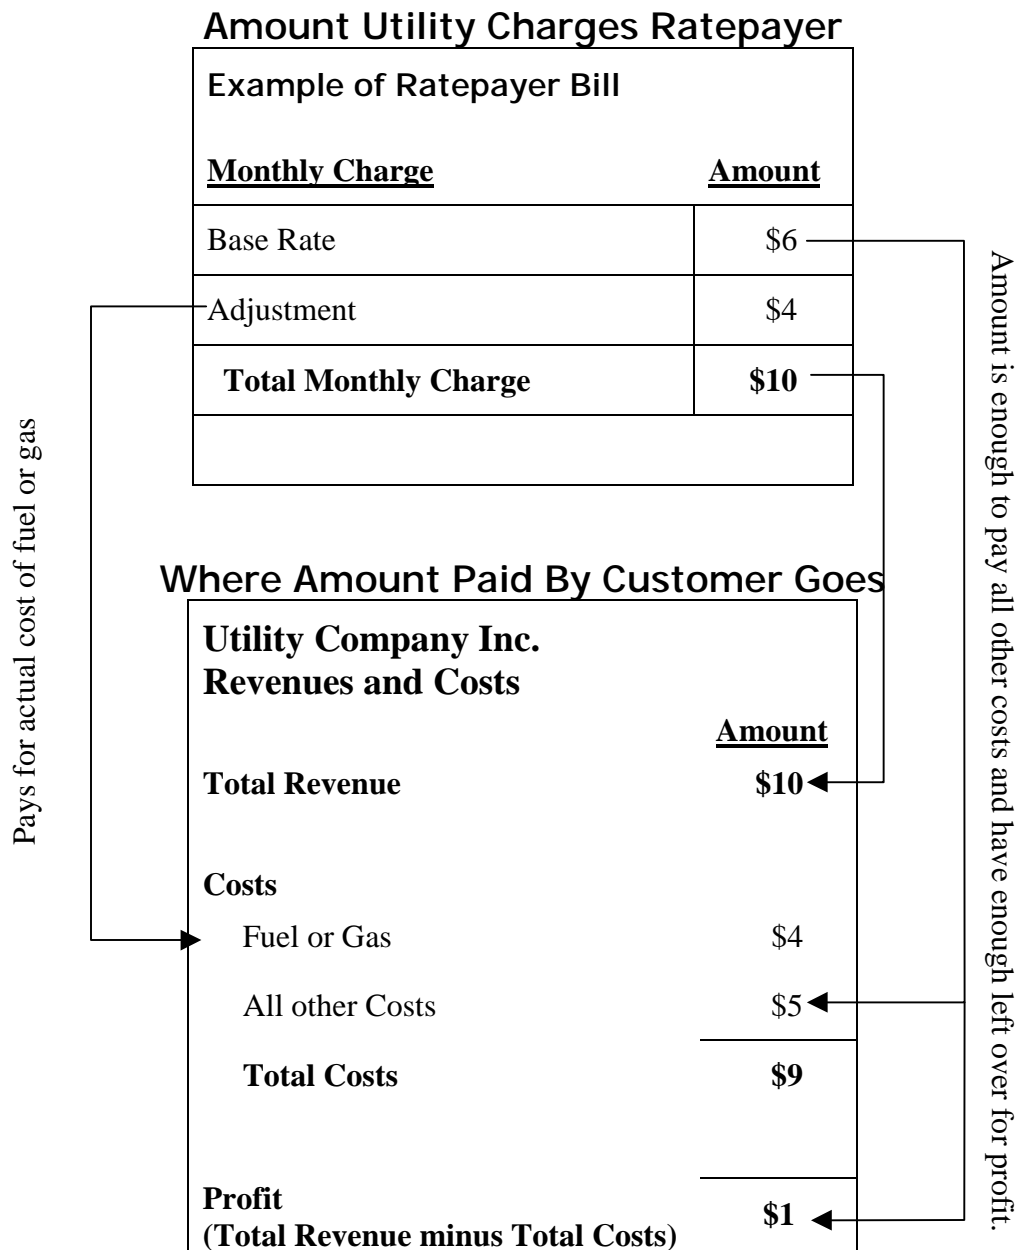 Amount Utility Charges Ratepayer
Example of Ratepayer Bill
Monthly Charge Amount
Base Rate $6
Adjustment $4
Total Monthly Charge $10
Pays for actual cost of fuel or gas
Amount is enough to pay all other costs and have enough left over for profit.
Where Amount Paid By Customer Goes
Utility Company Inc.
Revenues and Costs
Amount
Total Revenue $10
Costs
Fuel or Gas $4
All other Costs $5
Total Costs $9
Profit
(Total Revenue minus Total Costs) $1